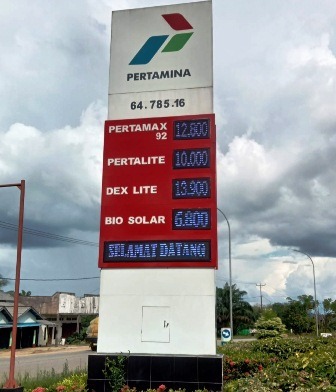 PERTAMINA
64.785.16
PERTAMAX 92 12.800
PERTALITE 10.000
DEX LITE 13.900
BIO SOLAR 6.800
SELAMAT DATANG